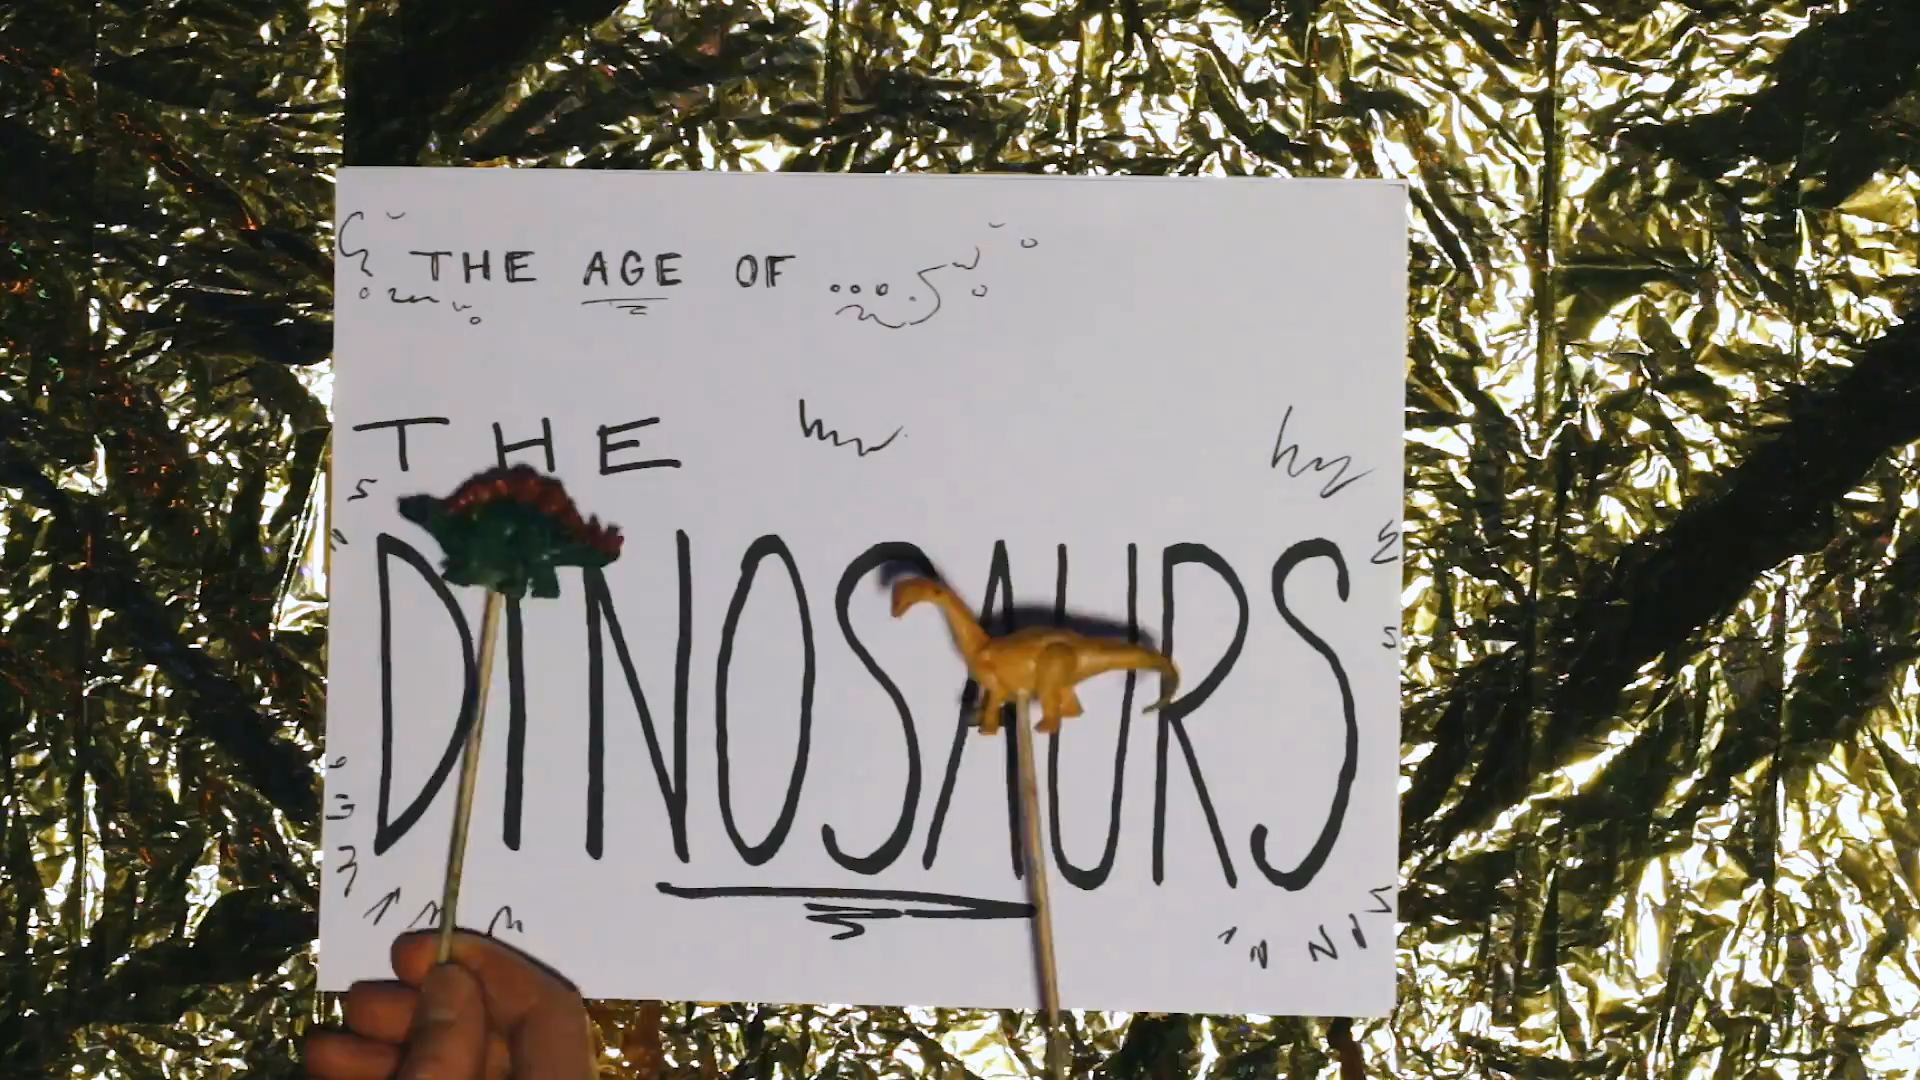 THE AGE OF ....
THE
DINOSAURS